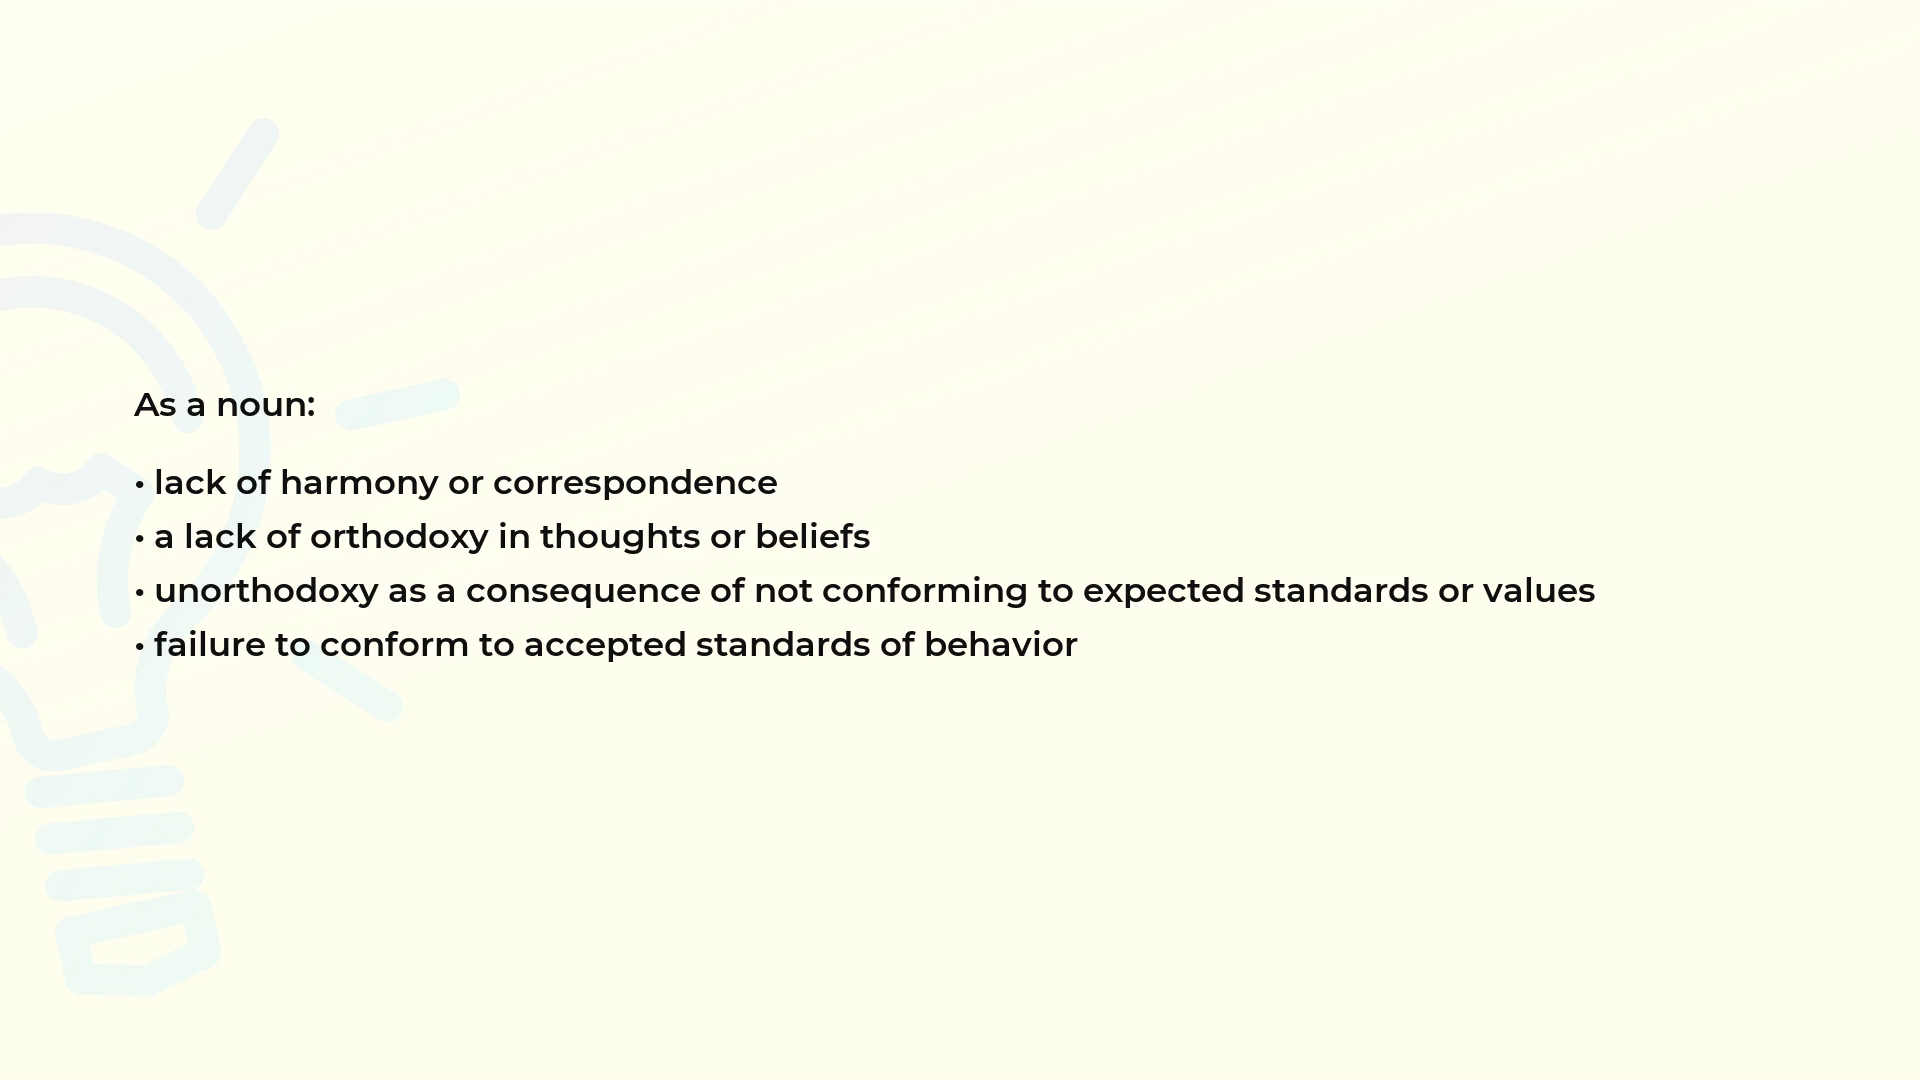 As a noun:
• lack of harmony or correspondence
• a lack of orthodoxy in thoughts or beliefs
• unorthodoxy as a consequence of not conforming to expected standards or values
• failure to conform to accepted standards of behavior